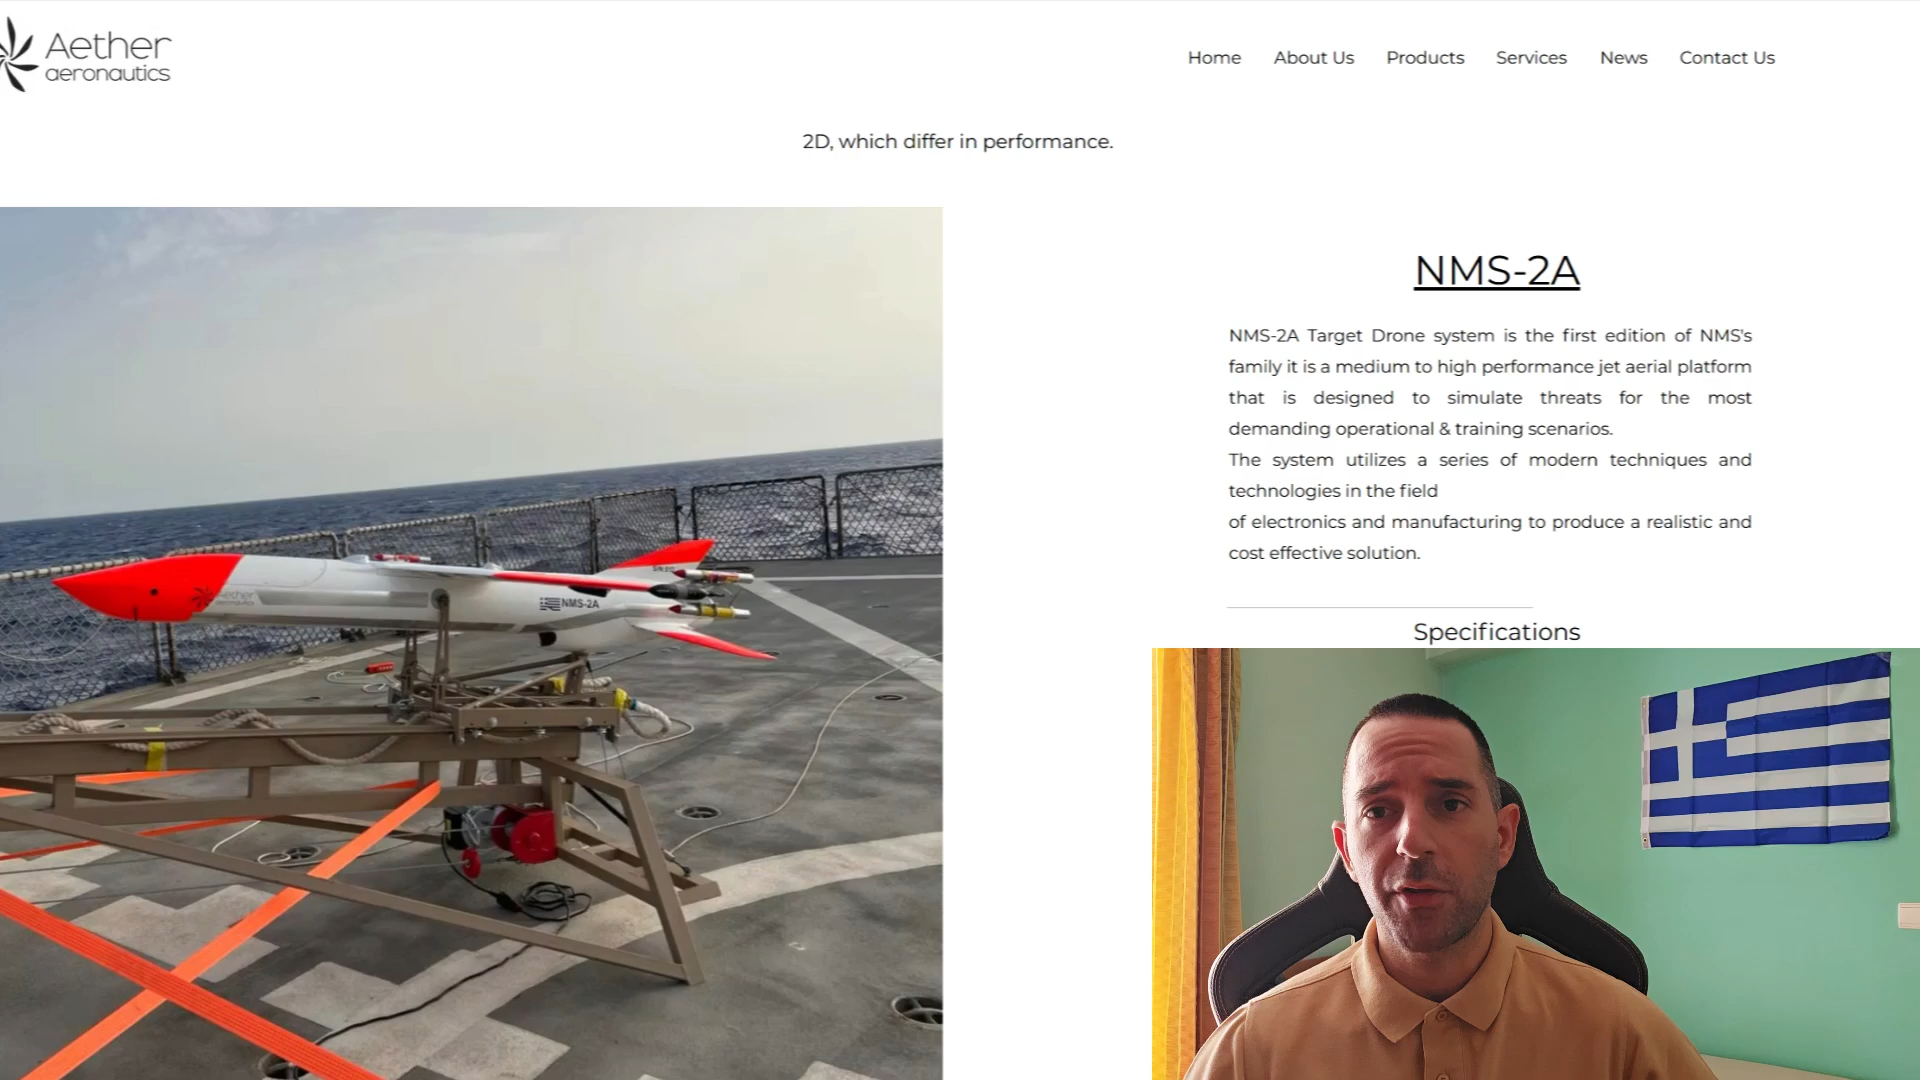 Aether
aeronautics
Home
About Us
Products
Services
News
Contact Us
2D, which differ in performance.
NMS-2A
NMS-2A Target Drone system is the first edition of NMS's
family it is a medium to high performance jet aerial platform
that is designed to simulate threats for the most
demanding operational & training scenarios.
The system utilizes a series of modern techniques and
technologies in the field
of electronics and manufacturing to produce a realistic and
cost effective solution.
Specifications
Aether
aeronautics
NMS-2A